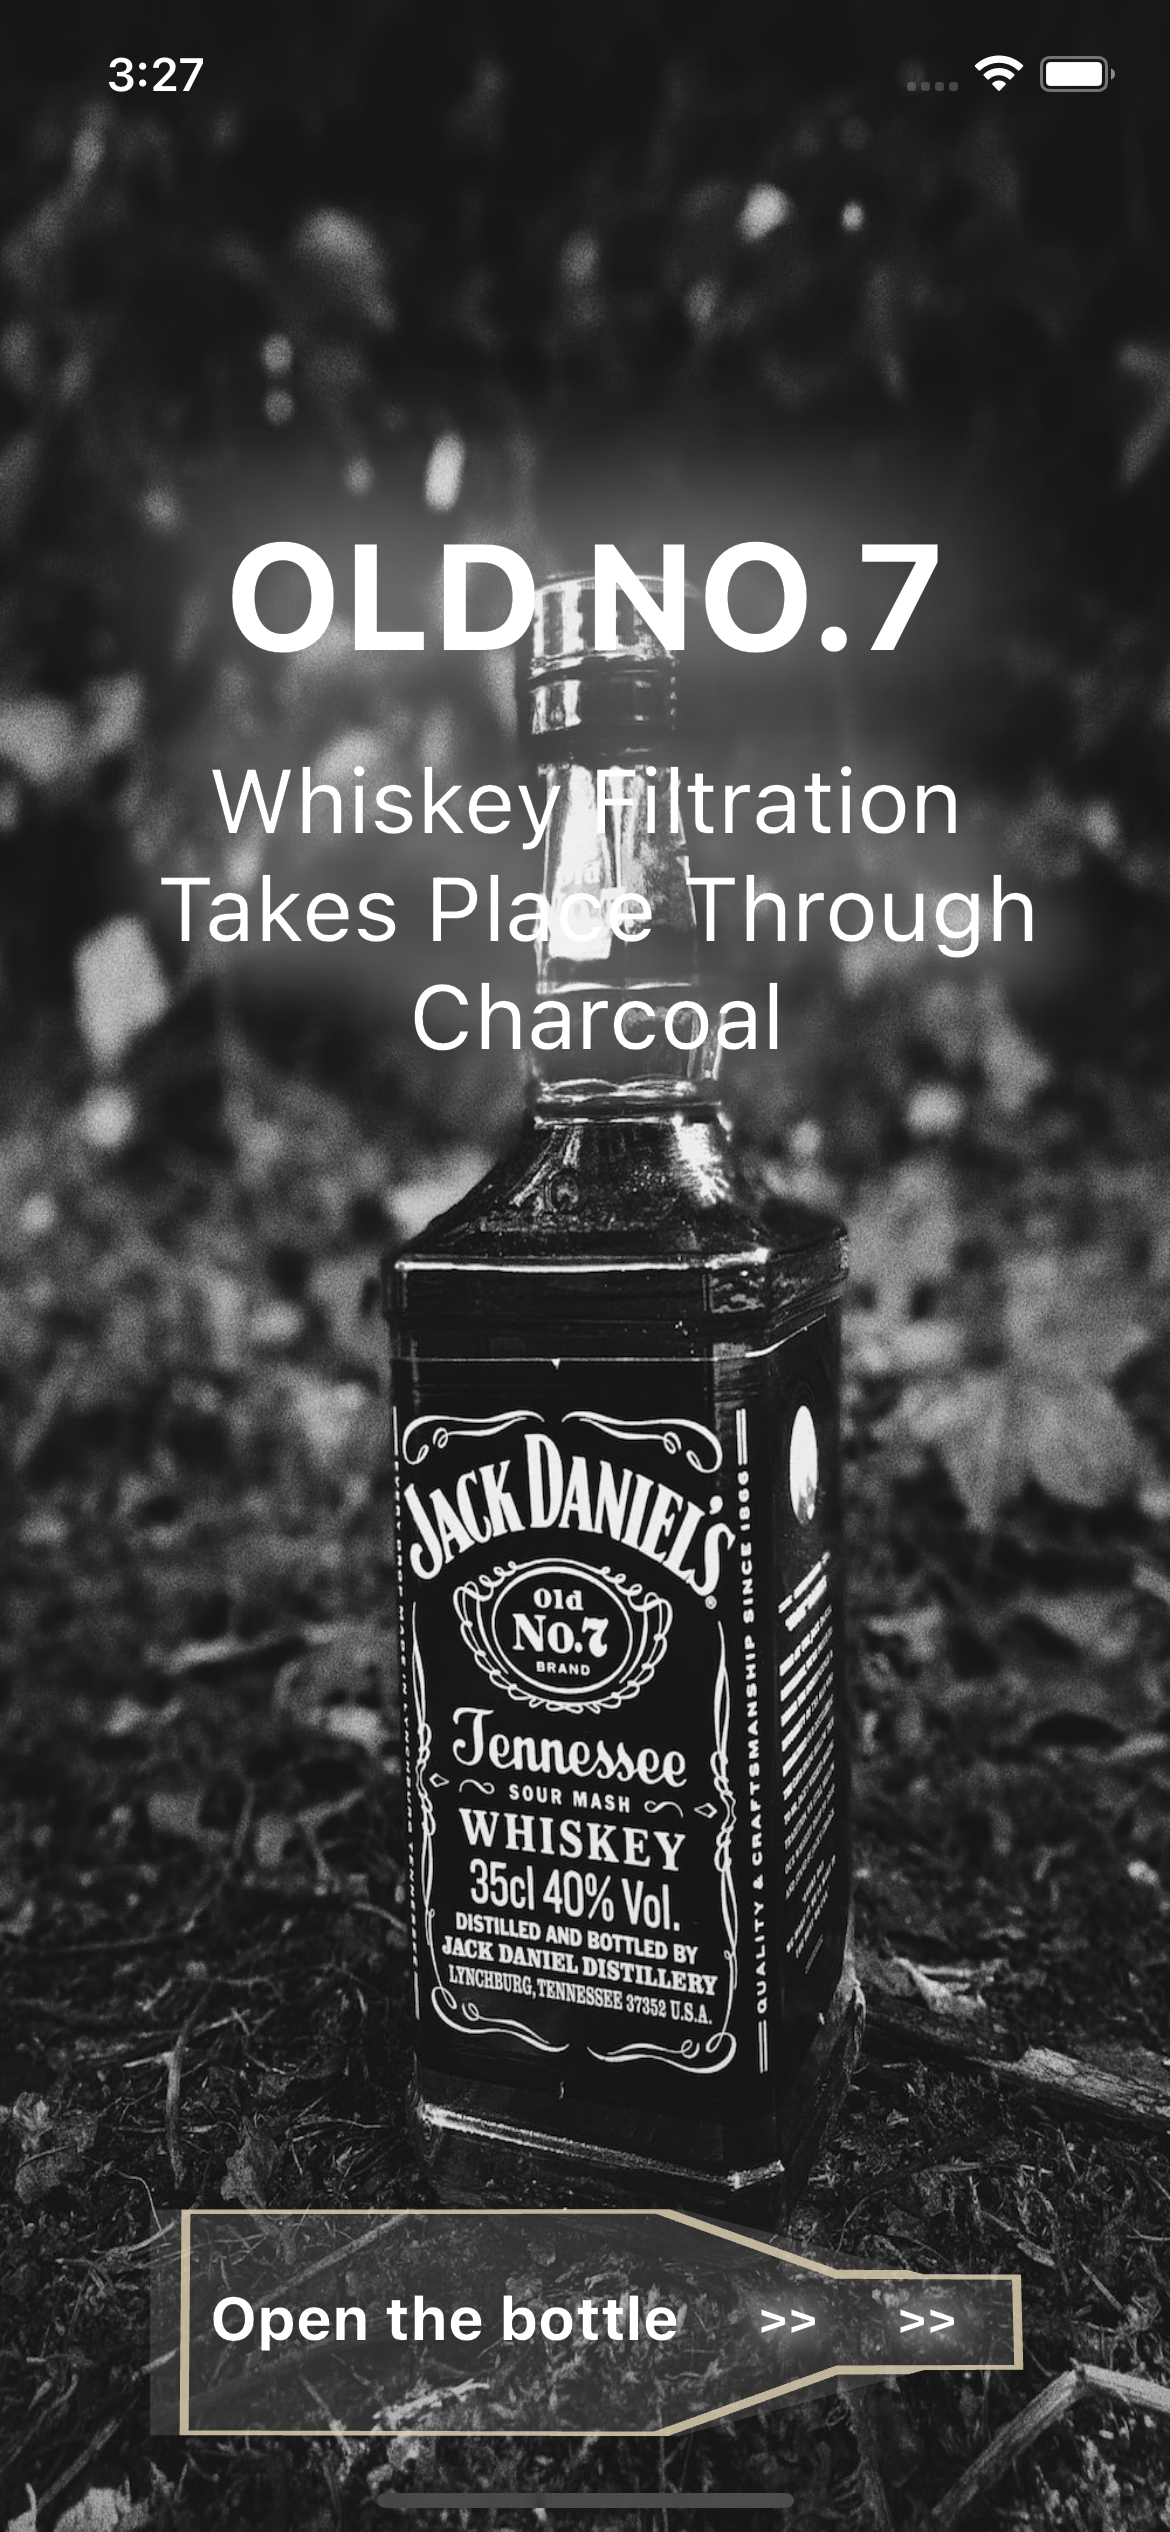 3:27
OLD NO.7
Whiskey Filtration
Takes Place Through
Charcoal
JACK DANIEL'S
®
Old
No.7
BRAND
Tennessee
SOUR MASH
WHISKEY
35cl 40% Vol.
DISTILLED AND BOTTLED BY
JACK DANIEL DISTILLERY
LYNCHBURG, TENNESSEE 37352 U.S.A.
QUALITY & CRAFTSMANSHIP SINCE 1866
Open the bottle >> >>